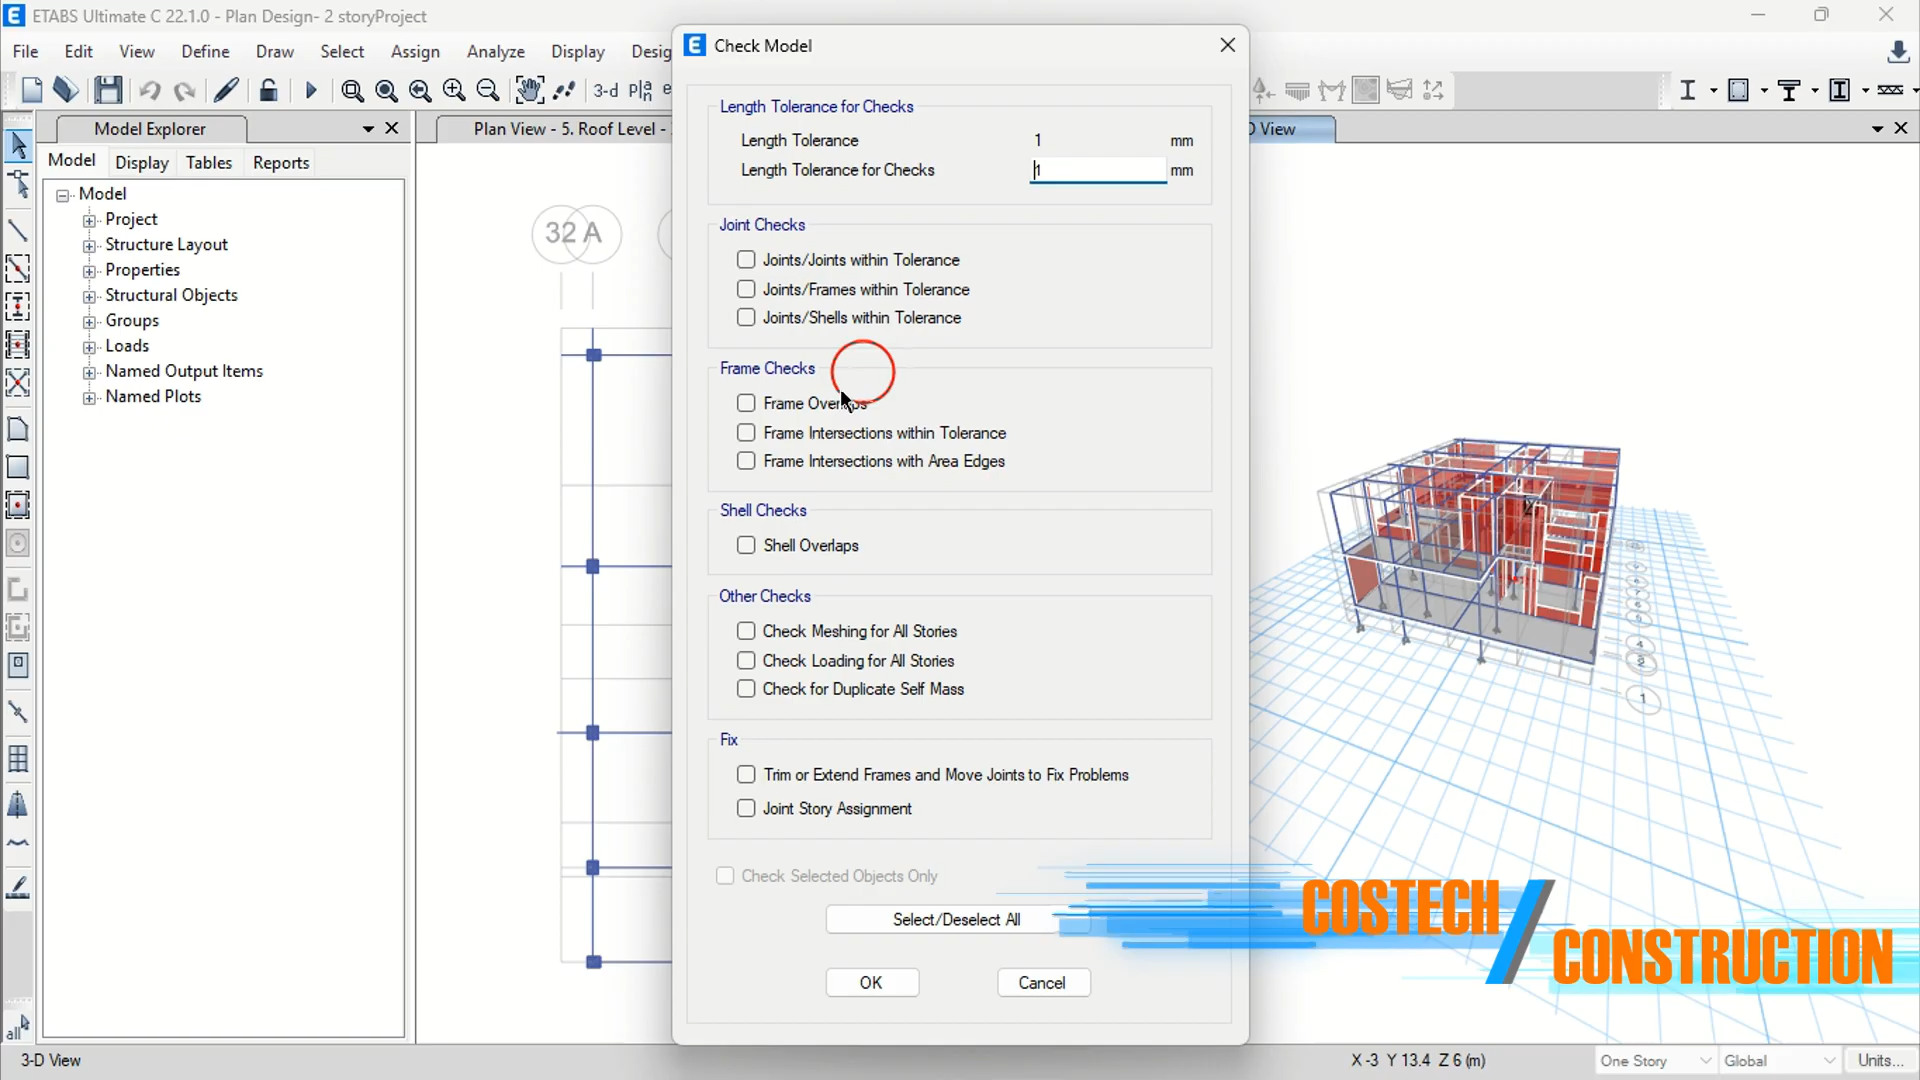 ETABS Ultimate C 22.1.0 - Plan Design- 2 storyProject
File Edit View Define Draw Select Assign Analyze Display Desig
3-d
Model Explorer
Model Display Tables Reports
Model
Project
Structure Layout
Properties
Structural Objects
Groups
Loads
Named Output Items
Named Plots
Plan View - 5. Roof Level -
32 A
Check Model
Length Tolerance for Checks
Length Tolerance 1 mm
Length Tolerance for Checks 1 mm
Joint Checks
Joints/Joints within Tolerance
Joints/Frames within Tolerance
Joints/Shells within Tolerance
Frame Checks
Frame Overlaps
Frame Intersections within Tolerance
Frame Intersections with Area Edges
Shell Checks
Shell Overlaps
Other Checks
Check Meshing for All Stories
Check Loading for All Stories
Check for Duplicate Self Mass
Fix
Trim or Extend Frames and Move Joints to Fix Problems
Joint Story Assignment
Check Selected Objects Only
Select/Deselect All
OK Cancel
D View
1
COSTECH
CONSTRUCTION
all
3-D View
X -3 Y 13.4 Z 6 (m)
One Story Global Units...